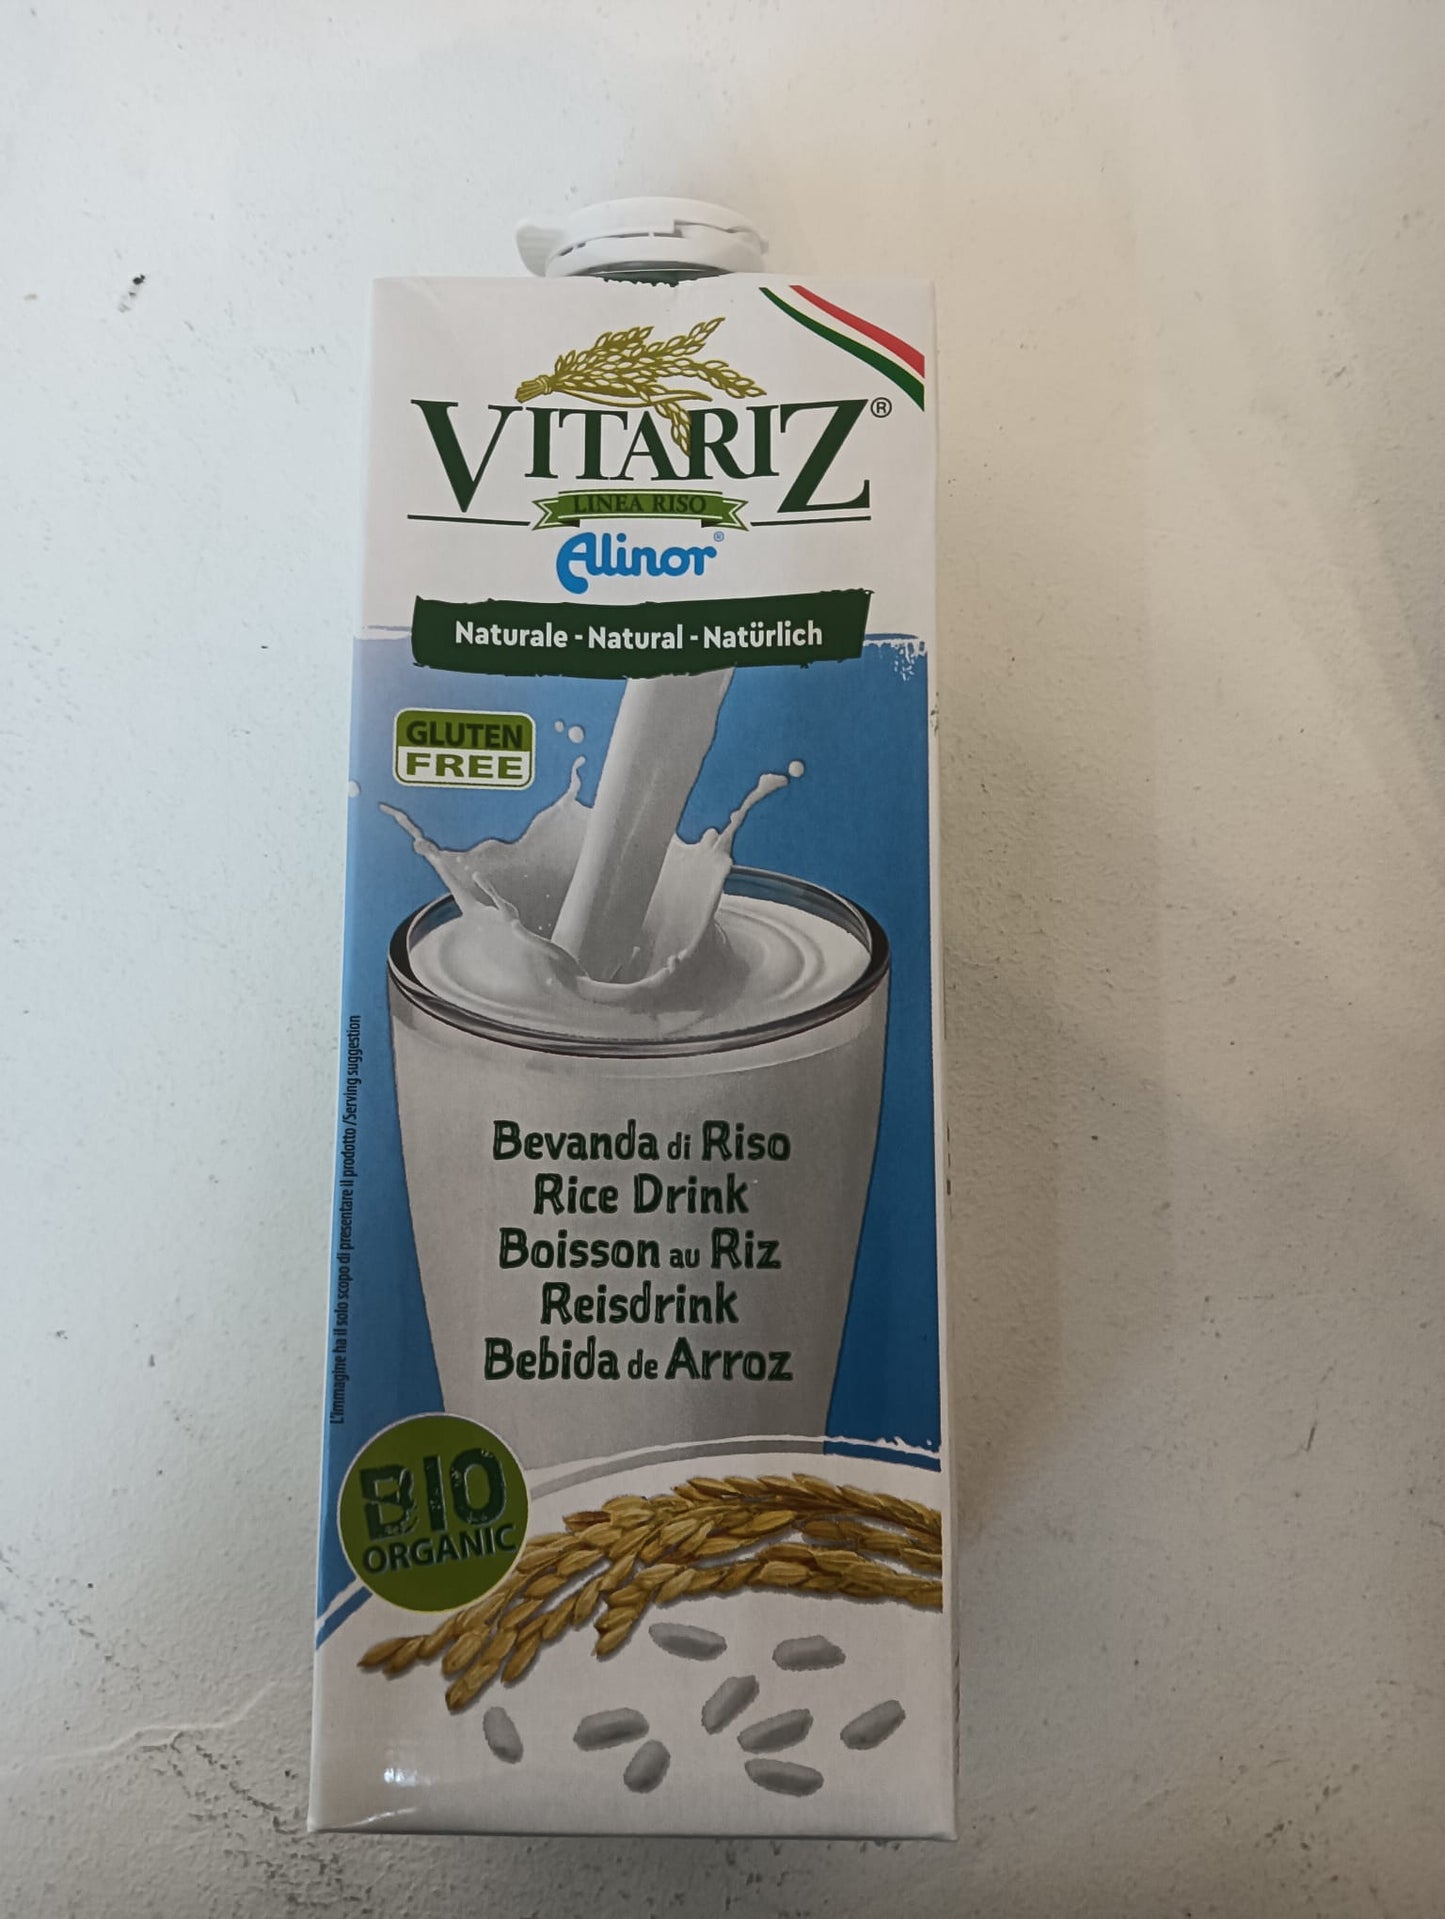 VITARIZ®
LINEA RISO
Alinor®
Naturale - Natural - Natürlich
GLUTEN
FREE
Bevanda di Riso
Rice Drink
Boisson au Riz
Reisdrink
Bebida de Arroz
L'immagine ha il solo scopo di presentare il prodotto /Serving suggestion
BIO
ORGANIC